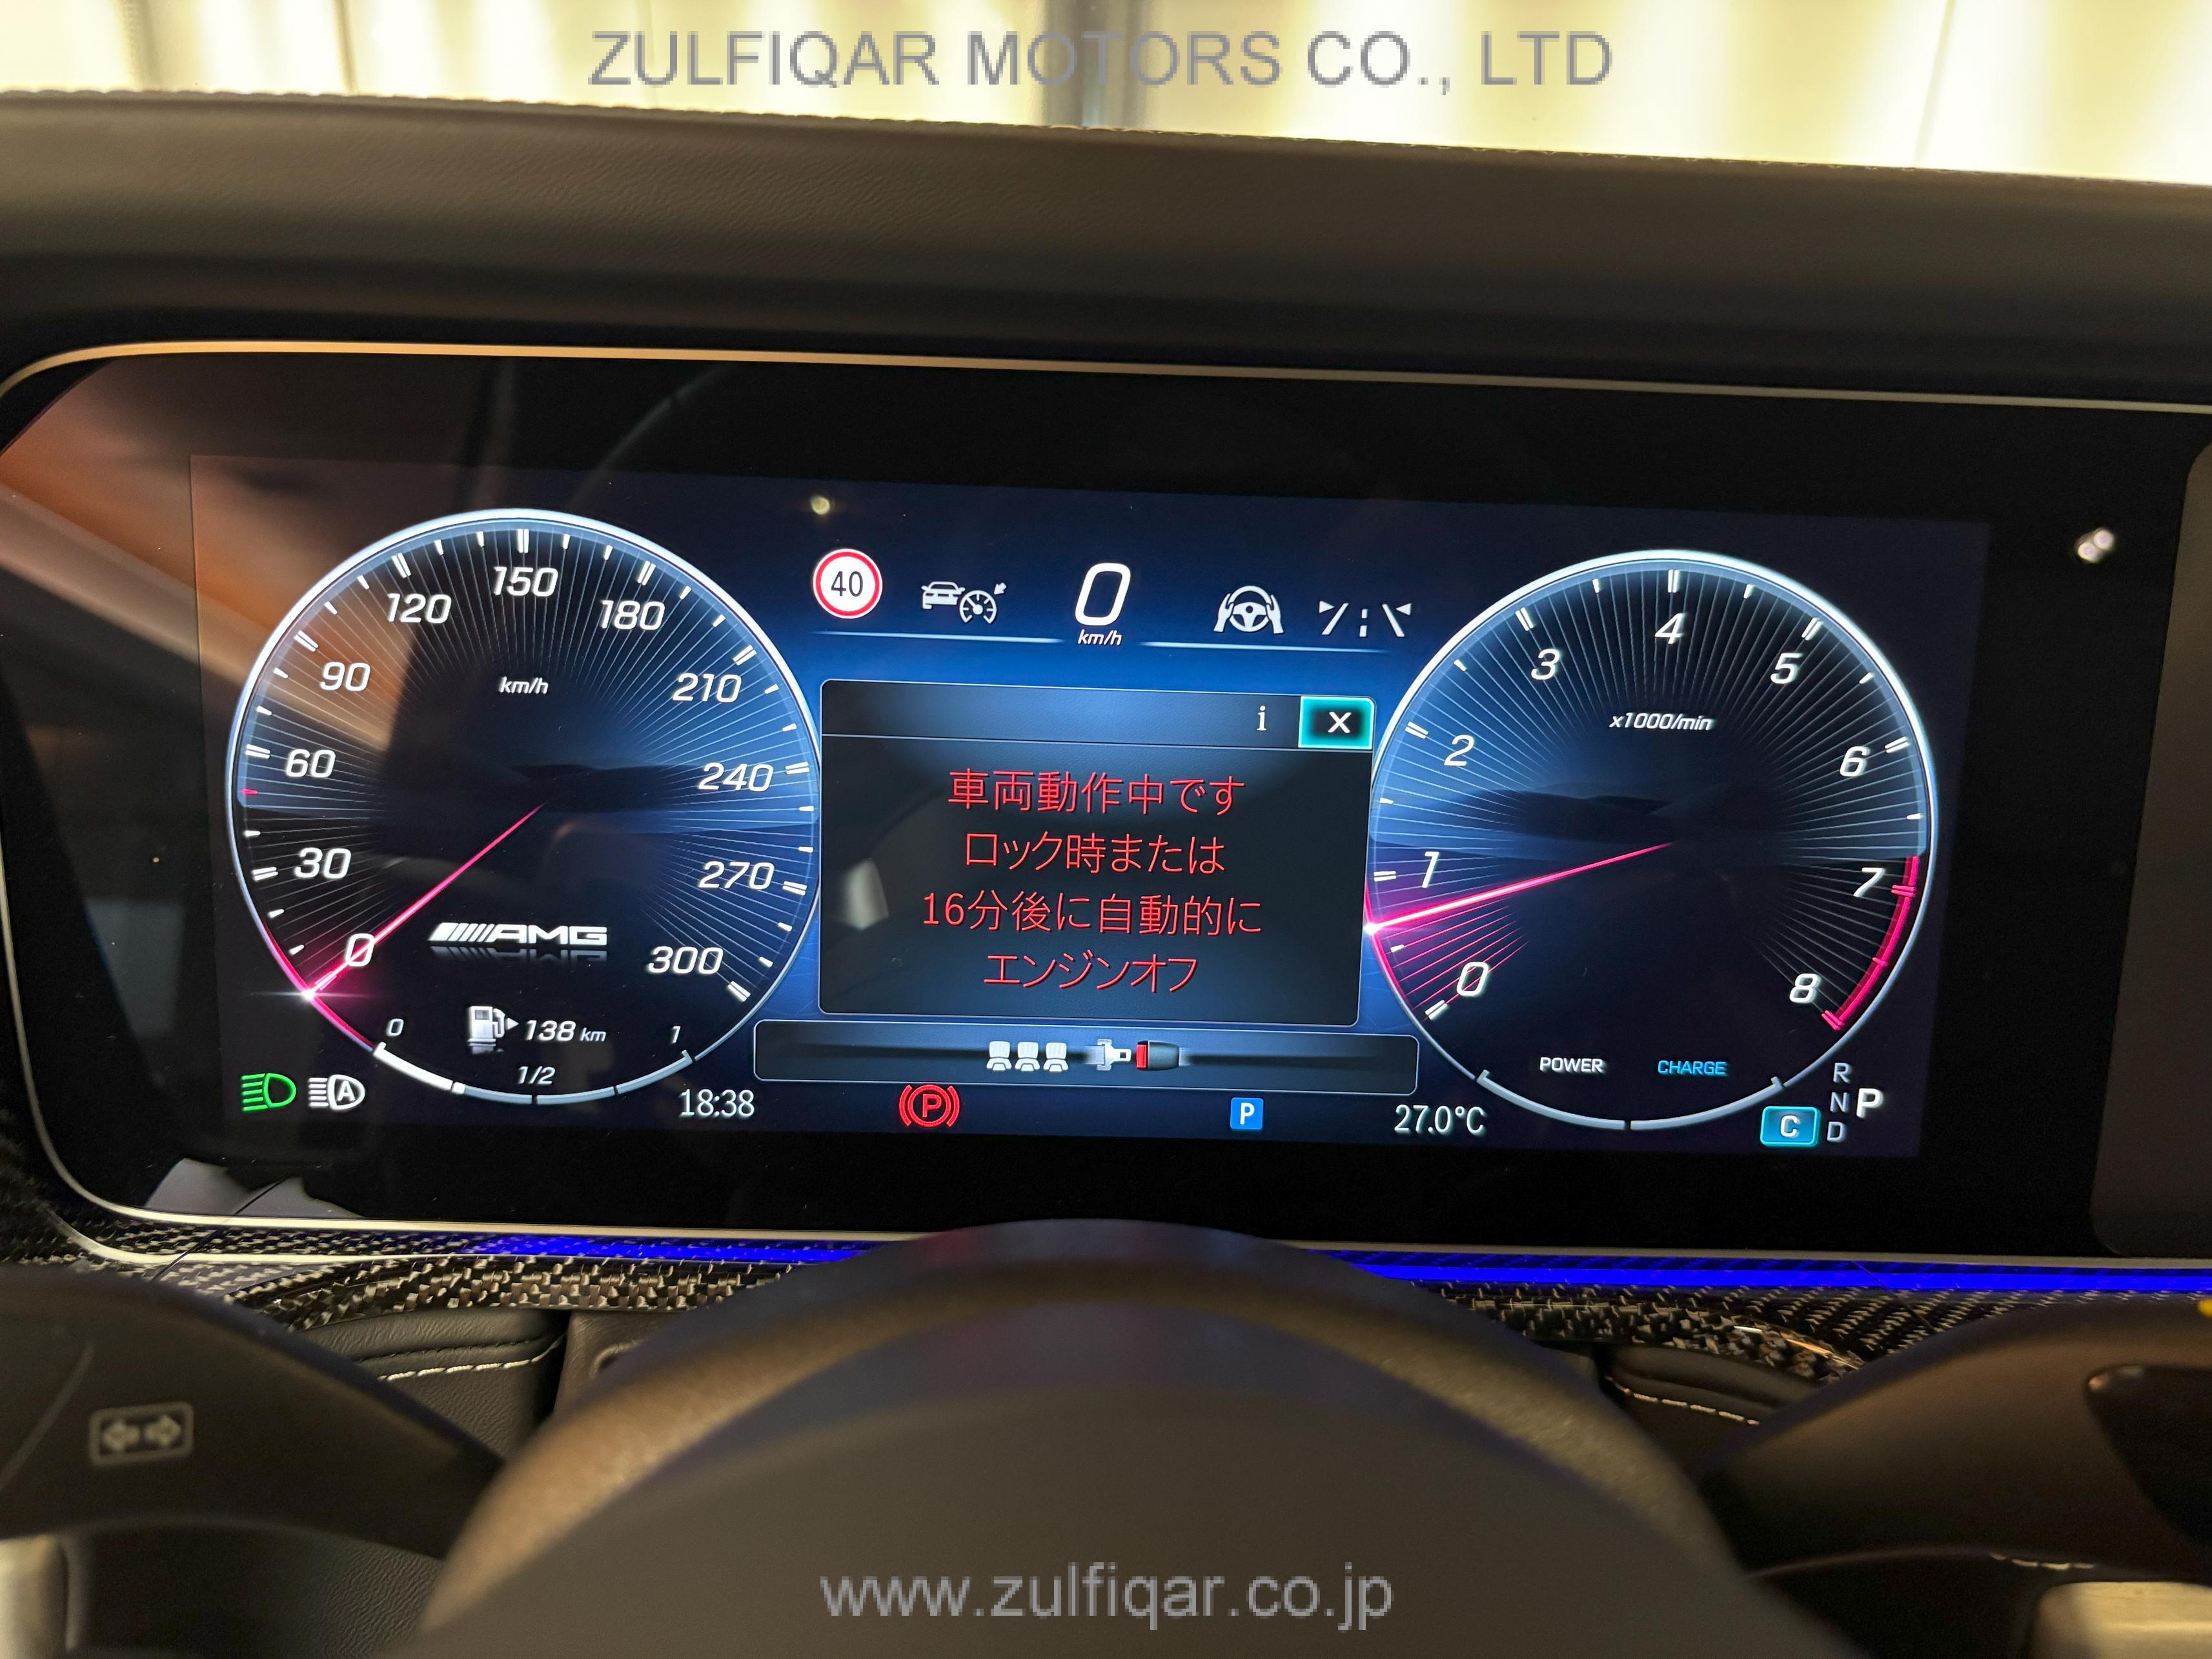 ZULFIQAR MOTORS CO., LTD
40
0
km/h
150
120
180
90
km/h
210
60
240
30
270
0
AMG
300
0
138 km
1
1/2
A
18:38
i X
車両動作中です
ロック時または
16分後に自動的に
エンジンオフ
4
3
5
x1000/min
2
6
1
7
0
8
POWER
CHARGE
P
P
27.0°C
R
N P
C D
www.zulfiqar.co.jp